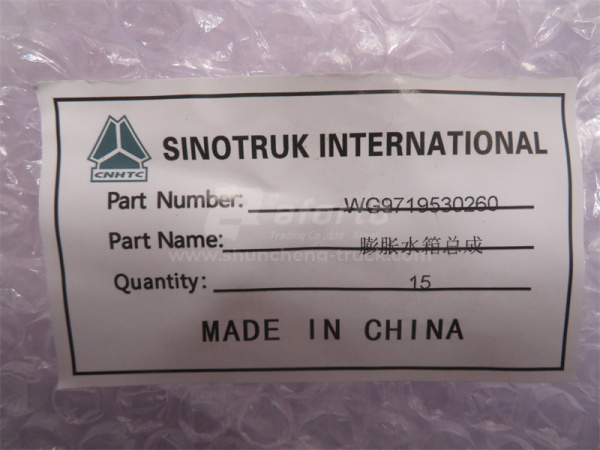 SINOTRUK INTERNATIONAL
CNHTC
Part Number: WG9719530260
Part Name: 膨胀水箱总成
www.shuncheng-truck.com
Quantity: 15
MADE IN CHINA